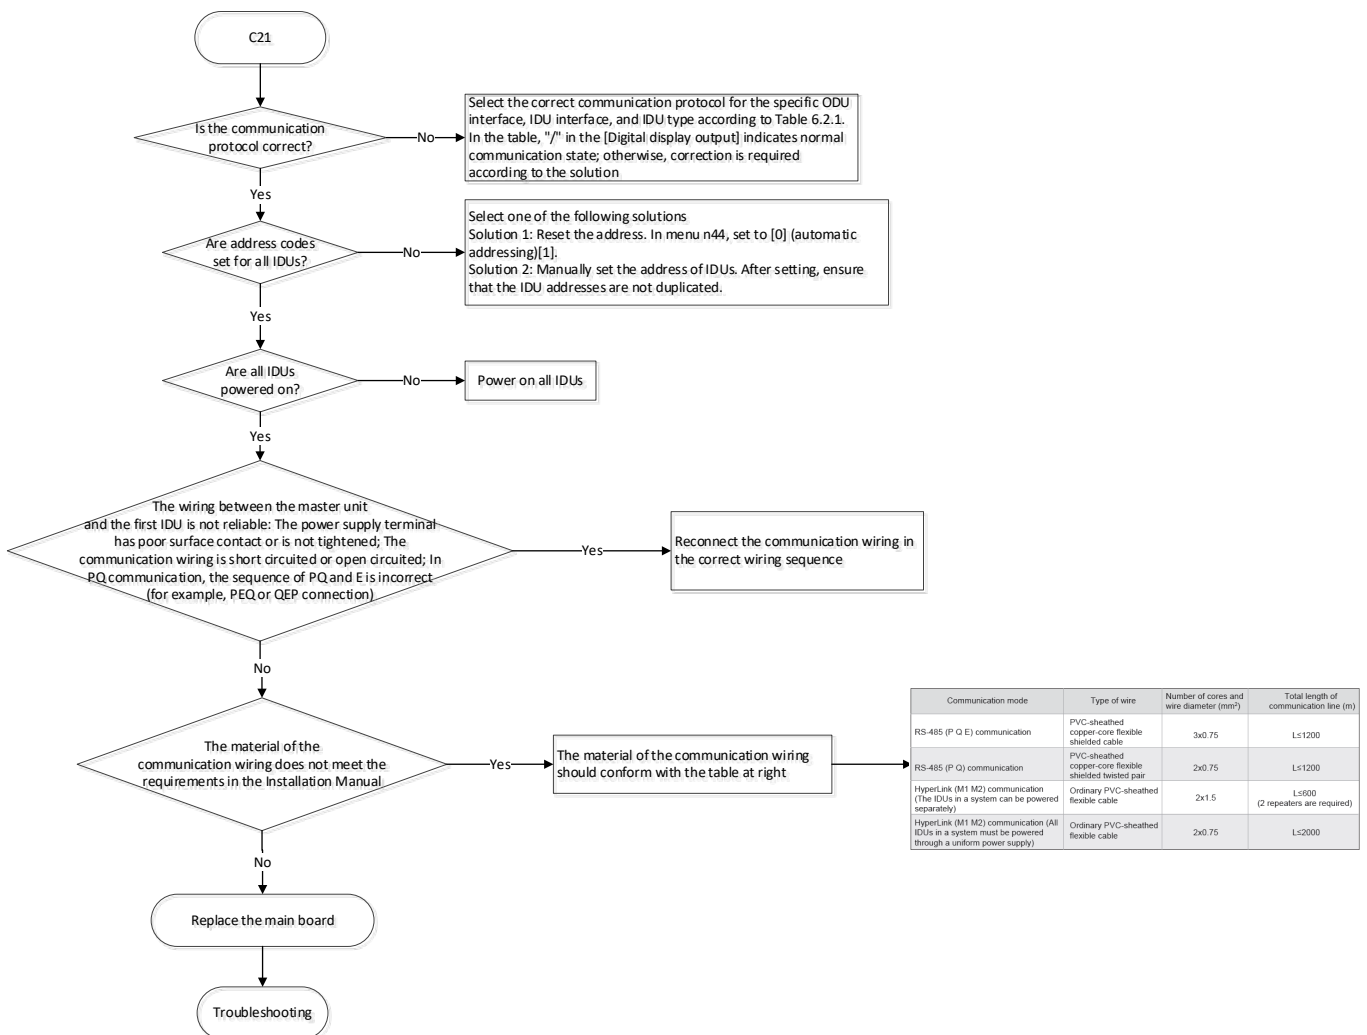 C21
Is the communication
protocol correct?
No
Select the correct communication protocol for the specific ODU
interface, IDU interface, and IDU type according to Table 6.2.1.
In the table, "/" in the [Digital display output] indicates normal
communication state; otherwise, correction is required
according to the solution
Yes
Are address codes
set for all IDUs?
No
Select one of the following solutions
Solution 1: Reset the address. In menu n44, set to [0] (automatic
addressing)[1].
Solution 2: Manually set the address of IDUs. After setting, ensure
that the IDU addresses are not duplicated.
Yes
Are all IDUs
powered on?
No
Power on all IDUs
Yes
The wiring between the master unit
and the first IDU is not reliable: The power supply terminal
has poor surface contact or is not tightened; The
communication wiring is short circuited or open circuited; In
PQ communication, the sequence of PQ and E is incorrect
(for example, PEQ or QEP connection)
Yes
Reconnect the communication wiring in
the correct wiring sequence
No
The material of the
communication wiring does not meet the
requirements in the Installation Manual
Yes
The material of the communication wiring
should conform with the table at right
Communication mode
Type of wire
Number of cores and
wire diameter (mm²)
Total length of
communication line (m)
RS-485 (P Q E) communication
PVC-sheathed
copper-core flexible
shielded cable
3x0.75
L≤1200
RS-485 (P Q) communication
PVC-sheathed
copper-core flexible
shielded twisted pair
2x0.75
L≤1200
HyperLink (M1 M2) communication
(The IDUs in a system can be powered
separately)
Ordinary PVC-sheathed
flexible cable
2x1.5
L≤600
(2 repeaters are required)
HyperLink (M1 M2) communication (All
IDUs in a system must be powered
through a uniform power supply)
Ordinary PVC-sheathed
flexible cable
2x0.75
L≤2000
No
Replace the main board
Troubleshooting